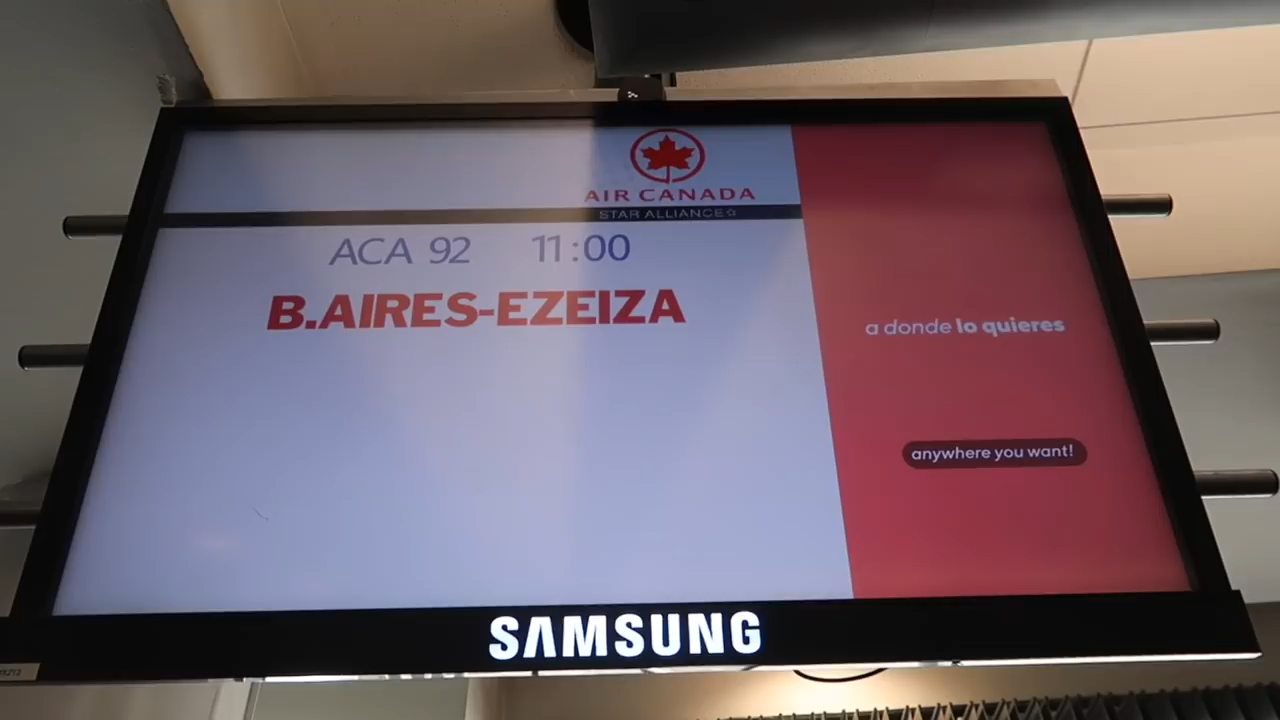 AIR CANADA
STAR ALLIANCE
ACA 92 11:00
B.AIRES-EZEIZA
a donde lo quieres
anywhere you want!
SAMSUNG